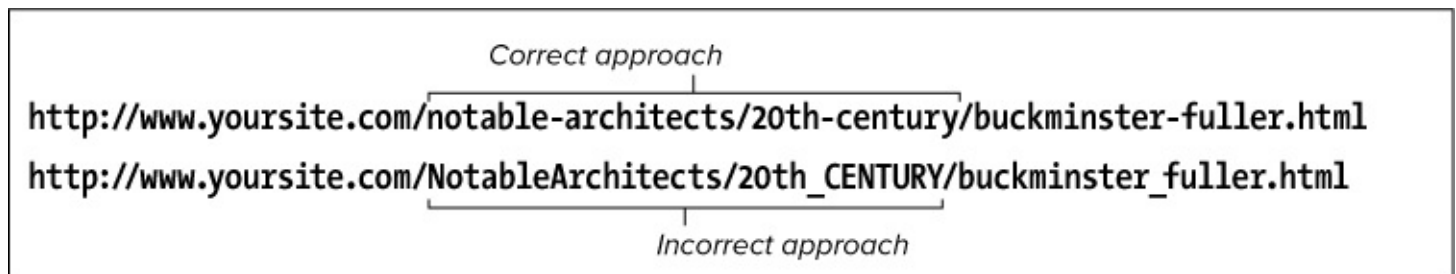 Correct approach
http://www.yoursite.com/notable-architects/20th-century/buckminster-fuller.html
http://www.yoursite.com/NotableArchitects/20th_CENTURY/buckminster_fuller.html
Incorrect approach